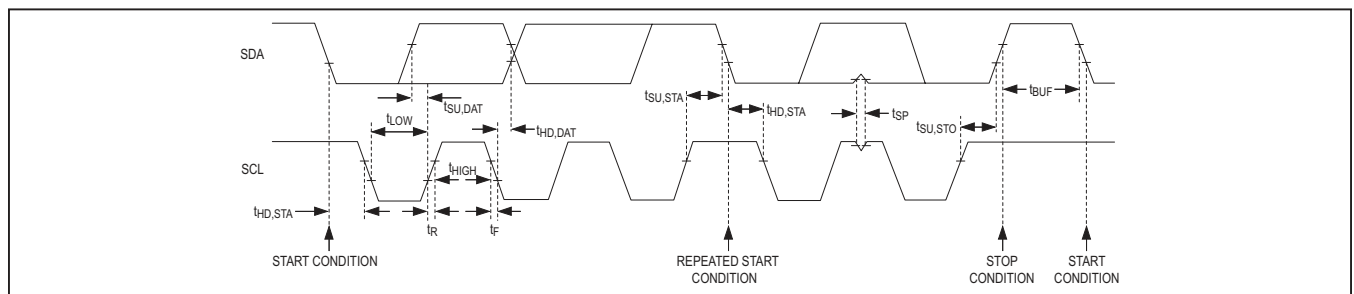 SDA
tSU,DAT
tLOW
tHD,DAT
tSU,STA
tHD,STA
tSP
tBUF
tSU,STO
SCL
tHIGH
tHD,STA
tR
tF
START CONDITION
REPEATED START
CONDITION
STOP
CONDITION
START
CONDITION